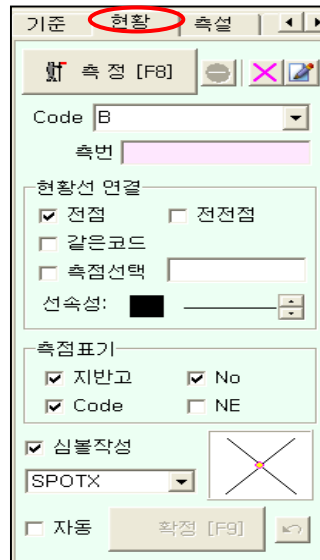 기준 현황 측설
측 정 [F8]
Code B
측번
현황선 연결
전점 전전점
같은코드
측점선택
선속성:
측점표기
지반고 No
Code NE
심볼작성
SPOTX
자동 확정 [F9]